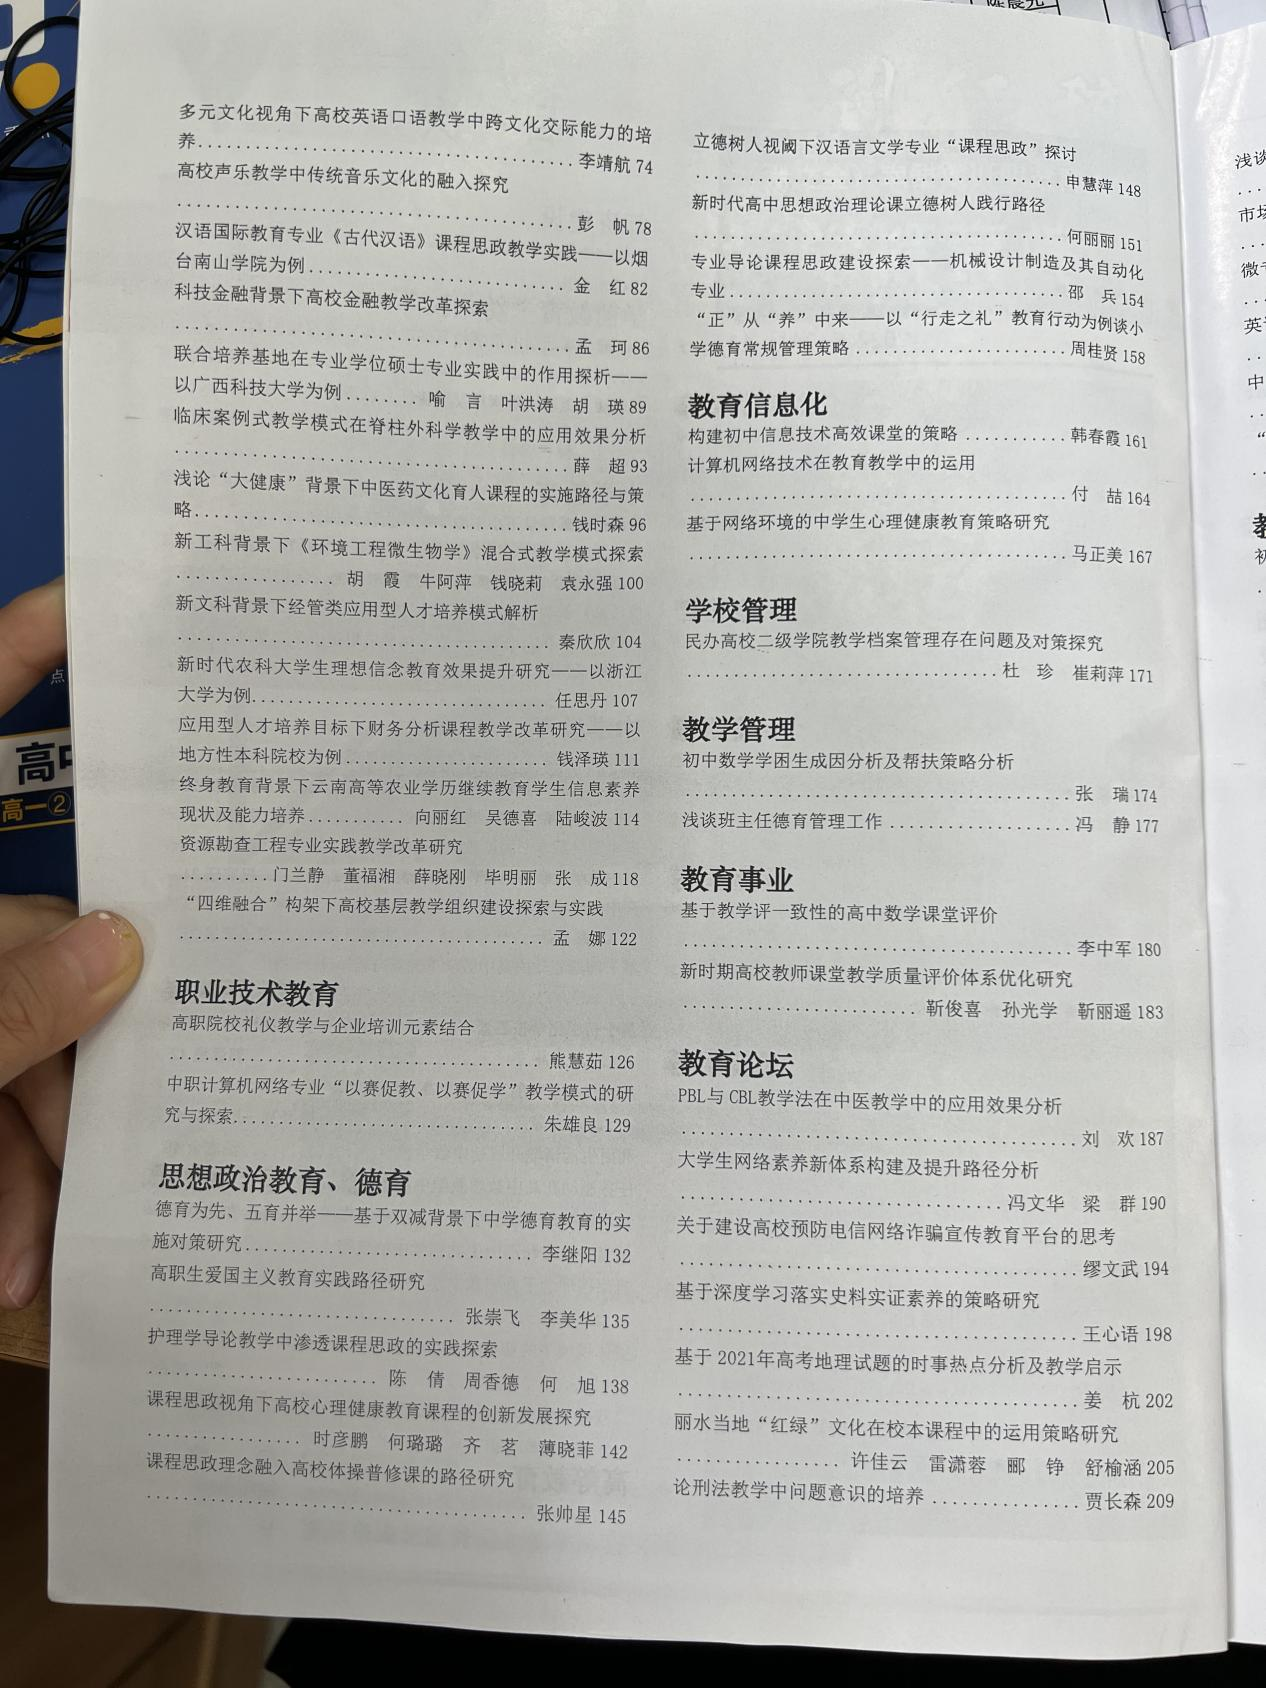 多元文化视角下高校英语口语教学中跨文化交际能力的培
养........................................李靖航 74
高校声乐教学中传统音乐文化的融入探究
........................................彭 帆 78
汉语国际教育专业《古代汉语》课程思政教学实践——以烟
台南山学院为例............................金 红 82
科技金融背景下高校金融教学改革探索
........................................孟 珂 86
联合培养基地在专业学位硕士专业实践中的作用探析——
以广西科技大学为例........喻 言 叶洪涛 胡 瑛 89
临床案例式教学模式在脊柱外科学教学中的应用效果分析
........................................薛 超 93
浅论“大健康”背景下中医药文化育人课程的实施路径与策
略........................................钱时森 96
新工科背景下《环境工程微生物学》混合式教学模式探索
.................胡 霞 牛阿萍 钱晓莉 袁永强 100
新文科背景下经管类应用型人才培养模式解析
........................................秦欣欣 104
新时代农科大学生理想信念教育效果提升研究——以浙江
大学为例................................任思丹 107
应用型人才培养目标下财务分析课程教学改革研究——以
地方性本科院校为例......................钱泽瑛 111
终身教育背景下云南高等农业学历继续教育学生信息素养
现状及能力培养...........向丽红 吴德喜 陆峻波 114
资源勘查工程专业实践教学改革研究
..........门兰静 董福湘 薛晓刚 毕明丽 张 成 118
“四维融合”构架下高校基层教学组织建设探索与实践
.......................................孟 娜 122
职业技术教育
高职院校礼仪教学与企业培训元素结合
........................................熊慧茹 126
中职计算机网络专业“以赛促教、以赛促学”教学模式的研
究与探索................................朱雄良 129
思想政治教育、德育
德育为先、五育并举——基于双减背景下中学德育教育的实
施对策研究...............................李继阳 132
高职生爱国主义教育实践路径研究
.................................张崇飞 李美华 135
护理学导论教学中渗透课程思政的实践探索
.........................陈 倩 周香德 何 旭 138
课程思政视角下高校心理健康教育课程的创新发展探究
.................时彦鹏 何璐璐 齐 茗 薄晓菲 142
课程思政理念融入高校体操普修课的路径研究
.........................................张帅星 145
立德树人视阈下汉语言文学专业“课程思政”探讨
........................................申慧萍 148
新时代高中思想政治理论课立德树人践行路径
........................................何丽丽 151
专业导论课程思政建设探索——机械设计制造及其自动化
专业....................................邵 兵 154
“正”从“养”中来——以“行走之礼”教育行动为例谈小
学德育常规管理策略.......................周桂贤 158
教育信息化
构建初中信息技术高效课堂的策略...........韩春霞 161
计算机网络技术在教育教学中的运用
........................................付 喆 164
基于网络环境的中学生心理健康教育策略研究
........................................马正美 167
学校管理
民办高校二级学院教学档案管理存在问题及对策探究
.................................杜 珍 崔莉萍 171
教学管理
初中数学学困生成因分析及帮扶策略分析
........................................张 瑞 174
浅谈班主任德育管理工作....................冯 静 177
教育事业
基于教学评一致性的高中数学课堂评价
........................................李中军 180
新时期高校教师课堂教学质量评价体系优化研究
.........................靳俊喜 孙光学 靳丽遥 183
教育论坛
PBL与CBL教学法在中医教学中的应用效果分析
........................................刘 欢 187
大学生网络素养新体系构建及提升路径分析
..................................冯文华 梁 群 190
关于建设高校预防电信网络诈骗宣传教育平台的思考
........................................缪文武 194
基于深度学习落实史料实证素养的策略研究
........................................王心语 198
基于2021年高考地理试题的时事热点分析及教学启示
........................................姜 杭 202
丽水当地“红绿”文化在校本课程中的运用策略研究
.................许佳云 雷潇蓉 郦 铮 舒榆涵 205
论刑法教学中问题意识的培养................贾长森 209
高一②
点
浅谈
市场
英语
中